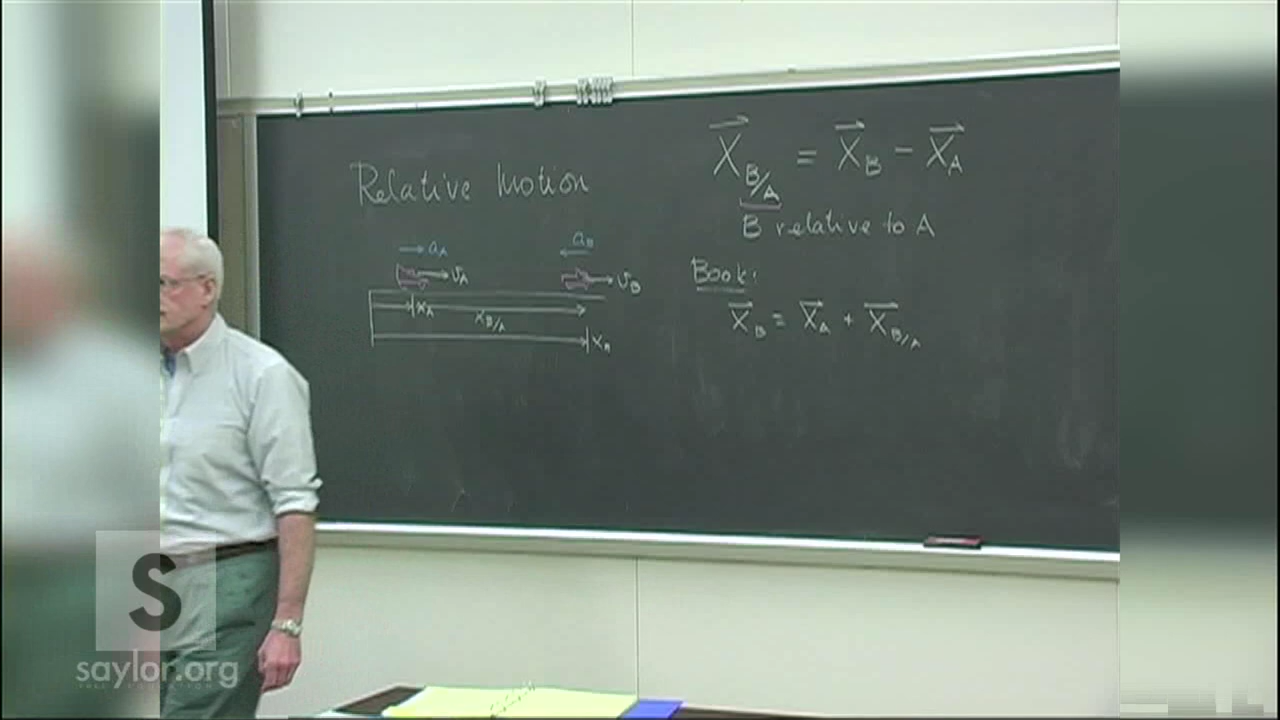 Relative Motion
a_A a_B
v_A v_B
x_A x_B/A
x_B
X_B/A = X_B - X_A
B relative to A
Book:
X_B = X_A + X_B/A
S
saylor.org